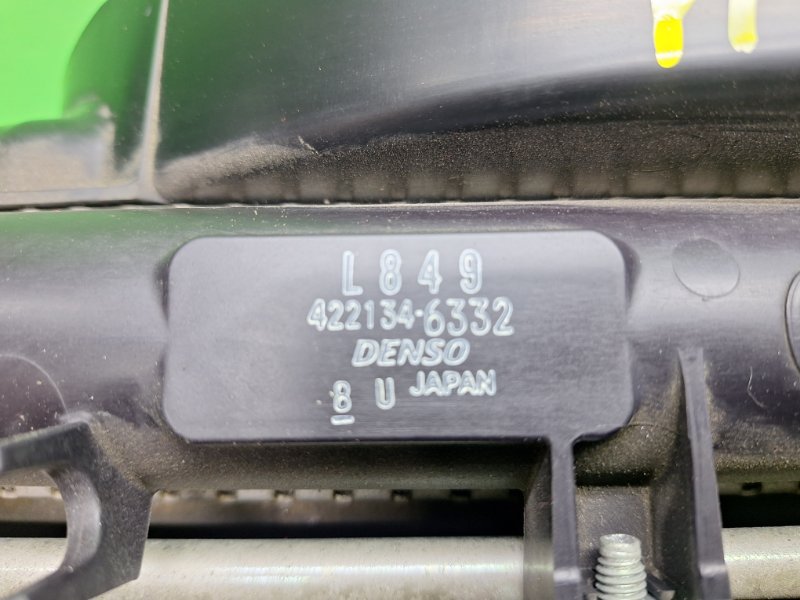 L849
422134-6332
DENSO
8 U JAPAN